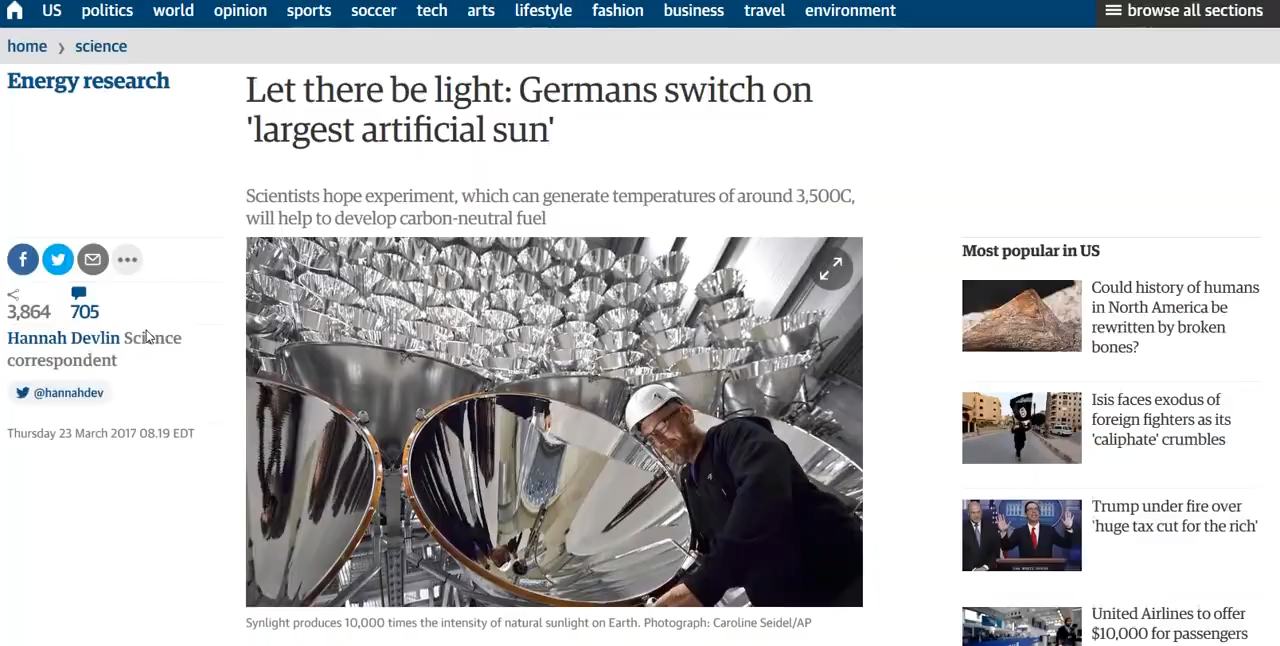 US politics world opinion sports soccer tech arts lifestyle fashion business travel environment browse all sections
home science
Energy research
Let there be light: Germans switch on
'largest artificial sun'
Scientists hope experiment, which can generate temperatures of around 3,500C,
will help to develop carbon-neutral fuel
3,864 705
Hannah Devlin Science
correspondent
@hannahdev
Thursday 23 March 2017 08.19 EDT
Synlight produces 10,000 times the intensity of natural sunlight on Earth. Photograph: Caroline Seidel/AP
Most popular in US
Could history of humans
in North America be
rewritten by broken
bones?
Isis faces exodus of
foreign fighters as its
'caliphate' crumbles
Trump under fire over
'huge tax cut for the rich'
United Airlines to offer
$10,000 for passengers